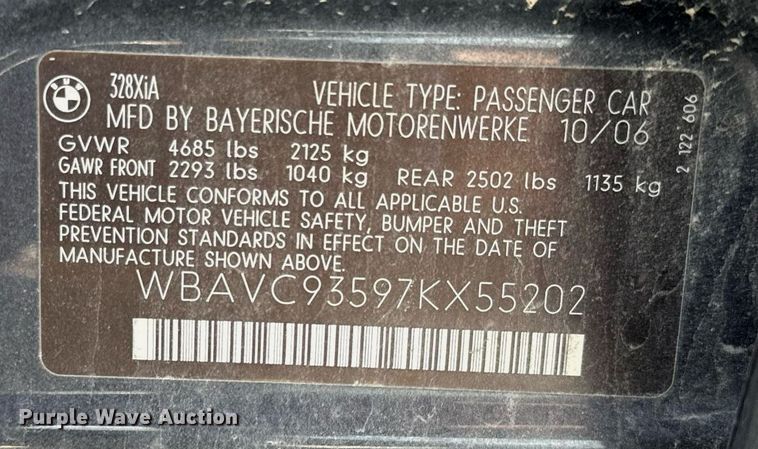 328XiA VEHICLE TYPE: PASSENGER CAR
MFD BY BAYERISCHE MOTORENWERKE 10/06
GVWR 4685 lbs 2125 kg
GAWR FRONT 2293 lbs 1040 kg REAR 2502 lbs 1135 kg
THIS VEHICLE CONFORMS TO ALL APPLICABLE U.S.
FEDERAL MOTOR VEHICLE SAFETY, BUMPER AND THEFT
PREVENTION STANDARDS IN EFFECT ON THE DATE OF
MANUFACTURE SHOWN ABOVE.
WBAVC93597KX55202
2 122 606
Purple Wave Auction